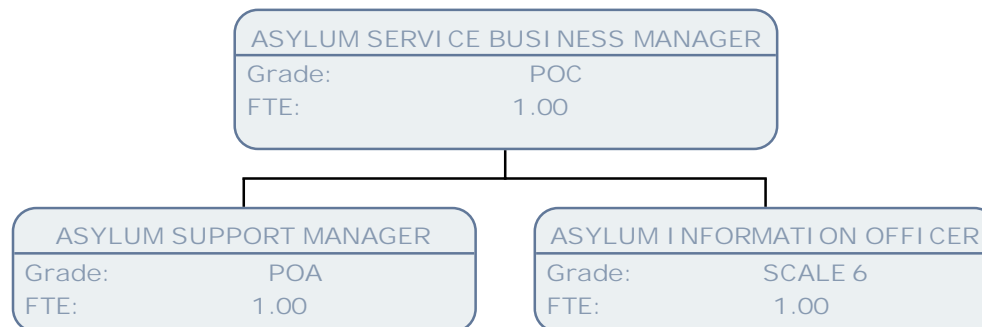 ASYLUM SERVICE BUSINESS MANAGER
Grade: POC
FTE: 1.00
ASYLUM SUPPORT MANAGER
Grade: POA
FTE: 1.00
ASYLUM INFORMATION OFFICER
Grade: SCALE 6
FTE: 1.00